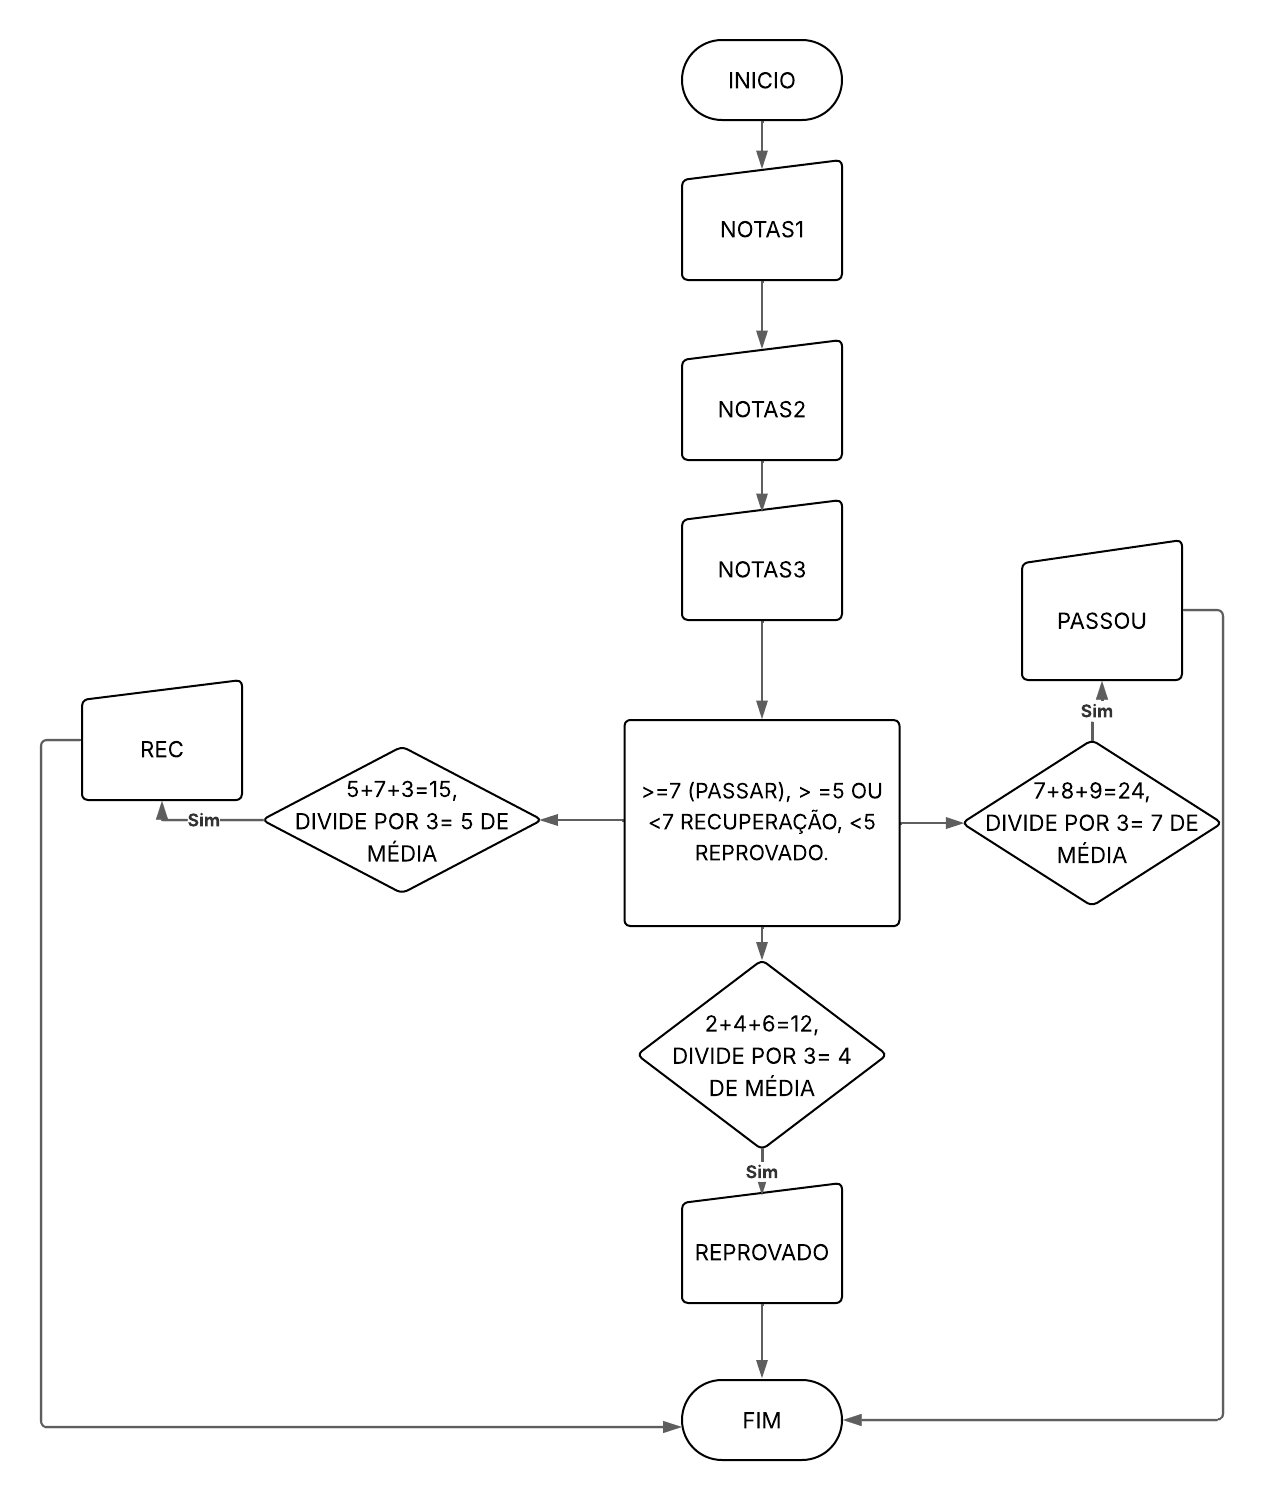 INICIO
NOTAS1
NOTAS2
NOTAS3
PASSOU
Sim
REC
Sim
5+7+3=15,
DIVIDE POR 3= 5 DE
MÉDIA
>=7 (PASSAR), > =5 OU
<7 RECUPERAÇÃO, <5
REPROVADO.
7+8+9=24,
DIVIDE POR 3= 7 DE
MÉDIA
2+4+6=12,
DIVIDE POR 3= 4
DE MÉDIA
Sim
REPROVADO
FIM